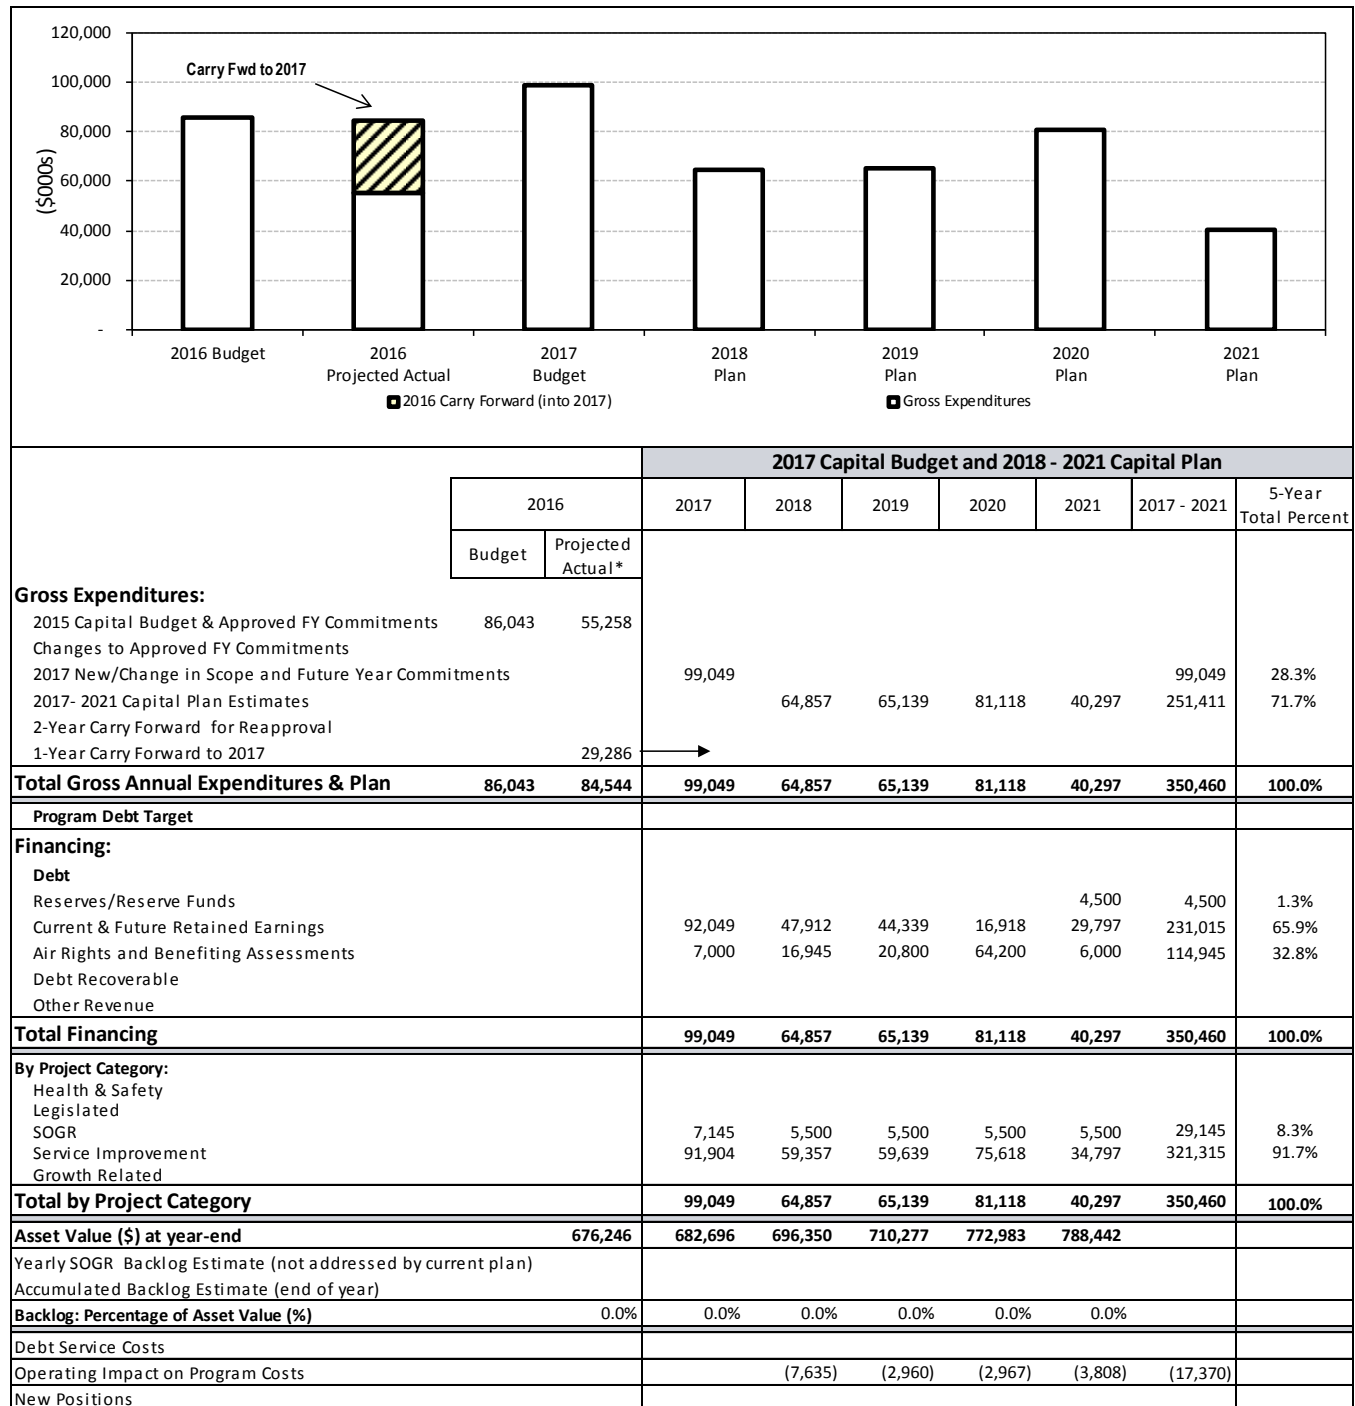 120,000
Carry Fwd to 2017
100,000
80,000
60,000
40,000
20,000
-
($000s)
2016 Budget 2016 2017 2018 2019 2020 2021
Projected Actual Budget Plan Plan Plan Plan
2016 Carry Forward (into 2017) Gross Expenditures
2017 Capital Budget and 2018 - 2021 Capital Plan
2016 2017 2018 2019 2020 2021 2017 - 2021 5-Year
Total Percent
Budget Projected
Actual*
Gross Expenditures:
2015 Capital Budget & Approved FY Commitments 86,043 55,258
Changes to Approved FY Commitments
2017 New/Change in Scope and Future Year Commitments 99,049 99,049 28.3%
2017- 2021 Capital Plan Estimates 64,857 65,139 81,118 40,297 251,411 71.7%
2-Year Carry Forward for Reapproval
1-Year Carry Forward to 2017 29,286
Total Gross Annual Expenditures & Plan 86,043 84,544 99,049 64,857 65,139 81,118 40,297 350,460 100.0%
Program Debt Target
Financing:
Debt
Reserves/Reserve Funds 4,500 4,500 1.3%
Current & Future Retained Earnings 92,049 47,912 44,339 16,918 29,797 231,015 65.9%
Air Rights and Benefiting Assessments 7,000 16,945 20,800 64,200 6,000 114,945 32.8%
Debt Recoverable
Other Revenue
Total Financing 99,049 64,857 65,139 81,118 40,297 350,460 100.0%
By Project Category:
Health & Safety
Legislated
SOGR 7,145 5,500 5,500 5,500 5,500 29,145 8.3%
Service Improvement 91,904 59,357 59,639 75,618 34,797 321,315 91.7%
Growth Related
Total by Project Category 99,049 64,857 65,139 81,118 40,297 350,460 100.0%
Asset Value ($) at year-end 676,246 682,696 696,350 710,277 772,983 788,442
Yearly SOGR Backlog Estimate (not addressed by current plan)
Accumulated Backlog Estimate (end of year)
Backlog: Percentage of Asset Value (%) 0.0% 0.0% 0.0% 0.0% 0.0% 0.0%
Debt Service Costs
Operating Impact on Program Costs (7,635) (2,960) (2,967) (3,808) (17,370)
New Positions